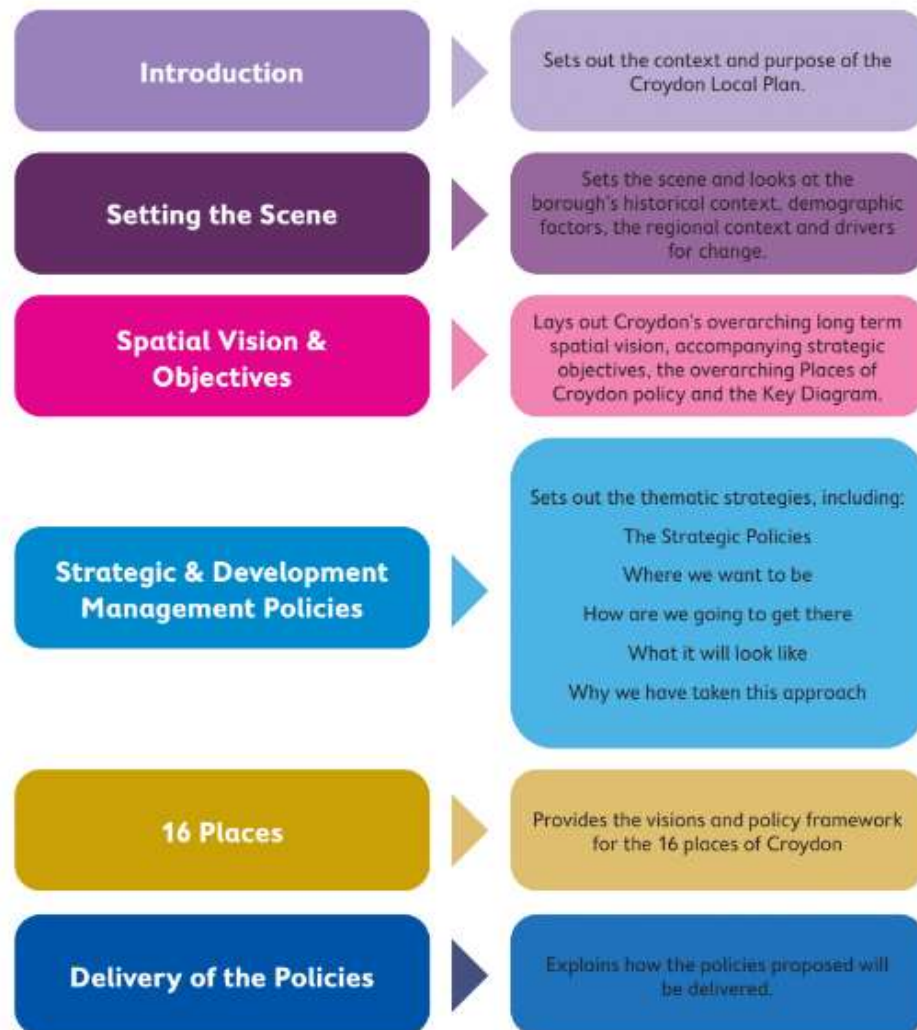 Introduction
Sets out the context and purpose of the
Croydon Local Plan.
Setting the Scene
Sets the scene and looks at the
borough's historical context, demographic
factors, the regional context and drivers
for change.
Spatial Vision &
Objectives
Lays out Croydon's overarching long term
spatial vision, accompanying strategic
objectives, the overarching Places of
Croydon policy and the Key Diagram.
Strategic & Development
Management Policies
Sets out the thematic strategies, including:
The Strategic Policies
Where we want to be
How are we going to get there
What it will look like
Why we have taken this approach
16 Places
Provides the visions and policy framework
for the 16 places of Croydon
Delivery of the Policies
Explains how the policies proposed will
be delivered.